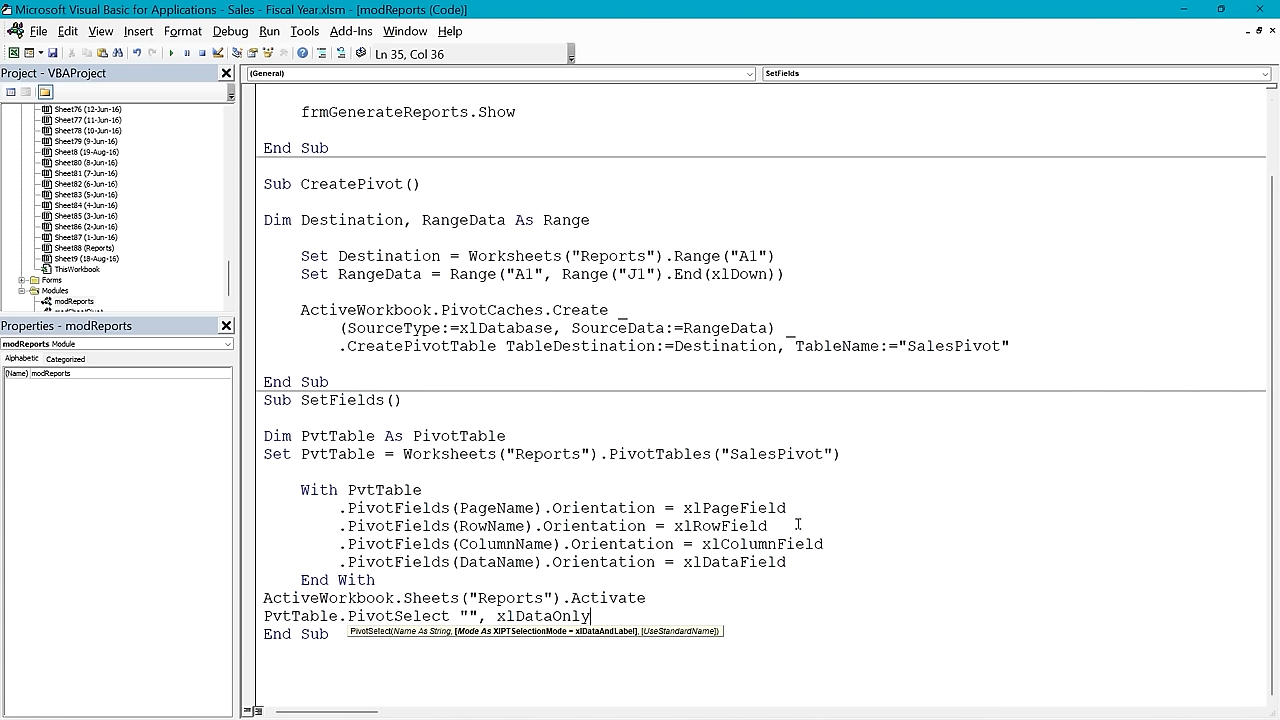 Microsoft Visual Basic for Applications - Sales - Fiscal Year.xlsm - [modReports (Code)]
File Edit View Insert Format Debug Run Tools Add-Ins Window Help
Ln 35, Col 36
Project - VBAProject
Sheet76 (12-Jun-16)
Sheet77 (11-Jun-16)
Sheet78 (10-Jun-16)
Sheet79 (9-Jun-16)
Sheet8 (19-Aug-16)
Sheet80 (8-Jun-16)
Sheet81 (7-Jun-16)
Sheet82 (6-Jun-16)
Sheet83 (5-Jun-16)
Sheet84 (4-Jun-16)
Sheet85 (3-Jun-16)
Sheet86 (2-Jun-16)
Sheet87 (1-Jun-16)
Sheet88 (Reports)
Sheet9 (18-Aug-16)
ThisWorkbook
Forms
Modules
modReports
Properties - modReports
modReports Module
Alphabetic Categorized
(Name) modReports
(General) SetFields
frmGenerateReports.Show
End Sub
Sub CreatePivot()
Dim Destination, RangeData As Range
Set Destination = Worksheets("Reports").Range("A1")
Set RangeData = Range("A1", Range("J1").End(xlDown))
ActiveWorkbook.PivotCaches.Create _
(SourceType:=xlDatabase, SourceData:=RangeData) _
.CreatePivotTable TableDestination:=Destination, TableName:="SalesPivot"
End Sub
Sub SetFields()
Dim PvtTable As PivotTable
Set PvtTable = Worksheets("Reports").PivotTables("SalesPivot")
With PvtTable
.PivotFields(PageName).Orientation = xlPageField
.PivotFields(RowName).Orientation = xlRowField
.PivotFields(ColumnName).Orientation = xlColumnField
.PivotFields(DataName).Orientation = xlDataField
End With
ActiveWorkbook.Sheets("Reports").Activate
PvtTable.PivotSelect "", xlDataOnly
End Sub
PivotSelect(Name As String, [Mode As XlPTSelectionMode = xlDataAndLabel], [UseStandardName])